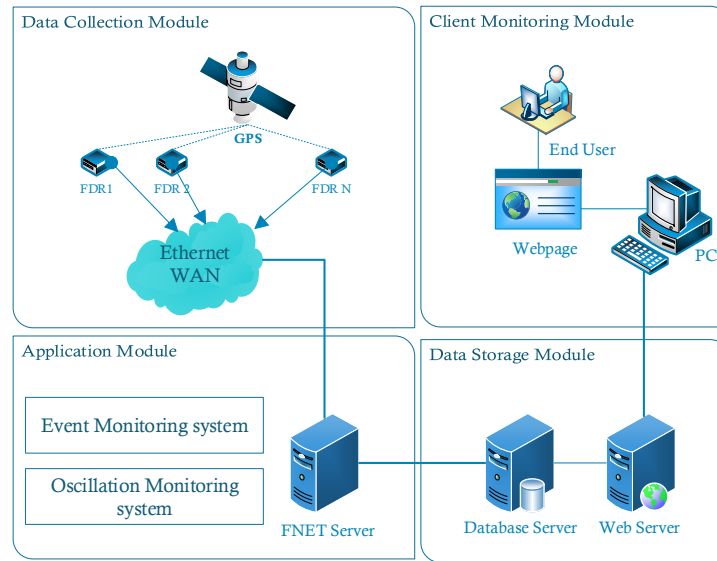 Data Collection Module
GPS
FDR1
FDR 2
FDR N
Ethernet
WAN
Client Monitoring Module
End User
Webpage
PC
Application Module
Event Monitoring system
Oscillation Monitoring
system
FNET Server
Data Storage Module
Database Server
Web Server